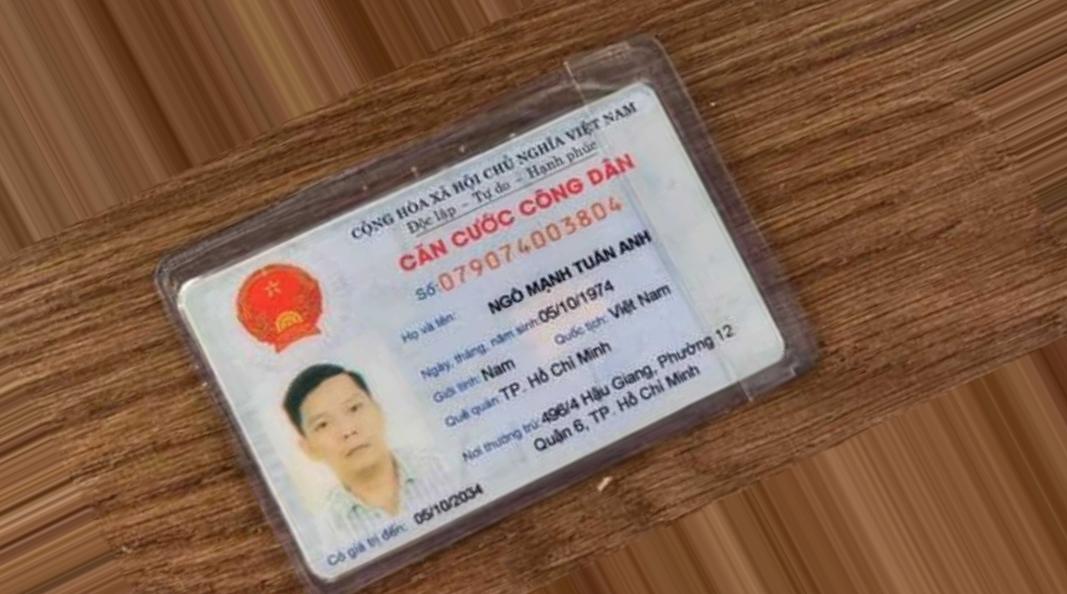 CỘNG HÒA XÃ HỘI CHỦ NGHĨA VIỆT NAM
Độc lập - Tự do - Hạnh phúc
CĂN CƯỚC CÔNG DÂN
Số: 079074003804
Họ và tên: NGÔ MẠNH TUẤN ANH
Ngày, tháng, năm sinh: 05/10/1974
Giới tính: Nam Quốc tịch: Việt Nam
Quê quán: TP. Hồ Chí Minh
Nơi thường trú: 496/4 Hậu Giang, Phường 12
Quận 6, TP. Hồ Chí Minh
Có giá trị đến: 05/10/2034